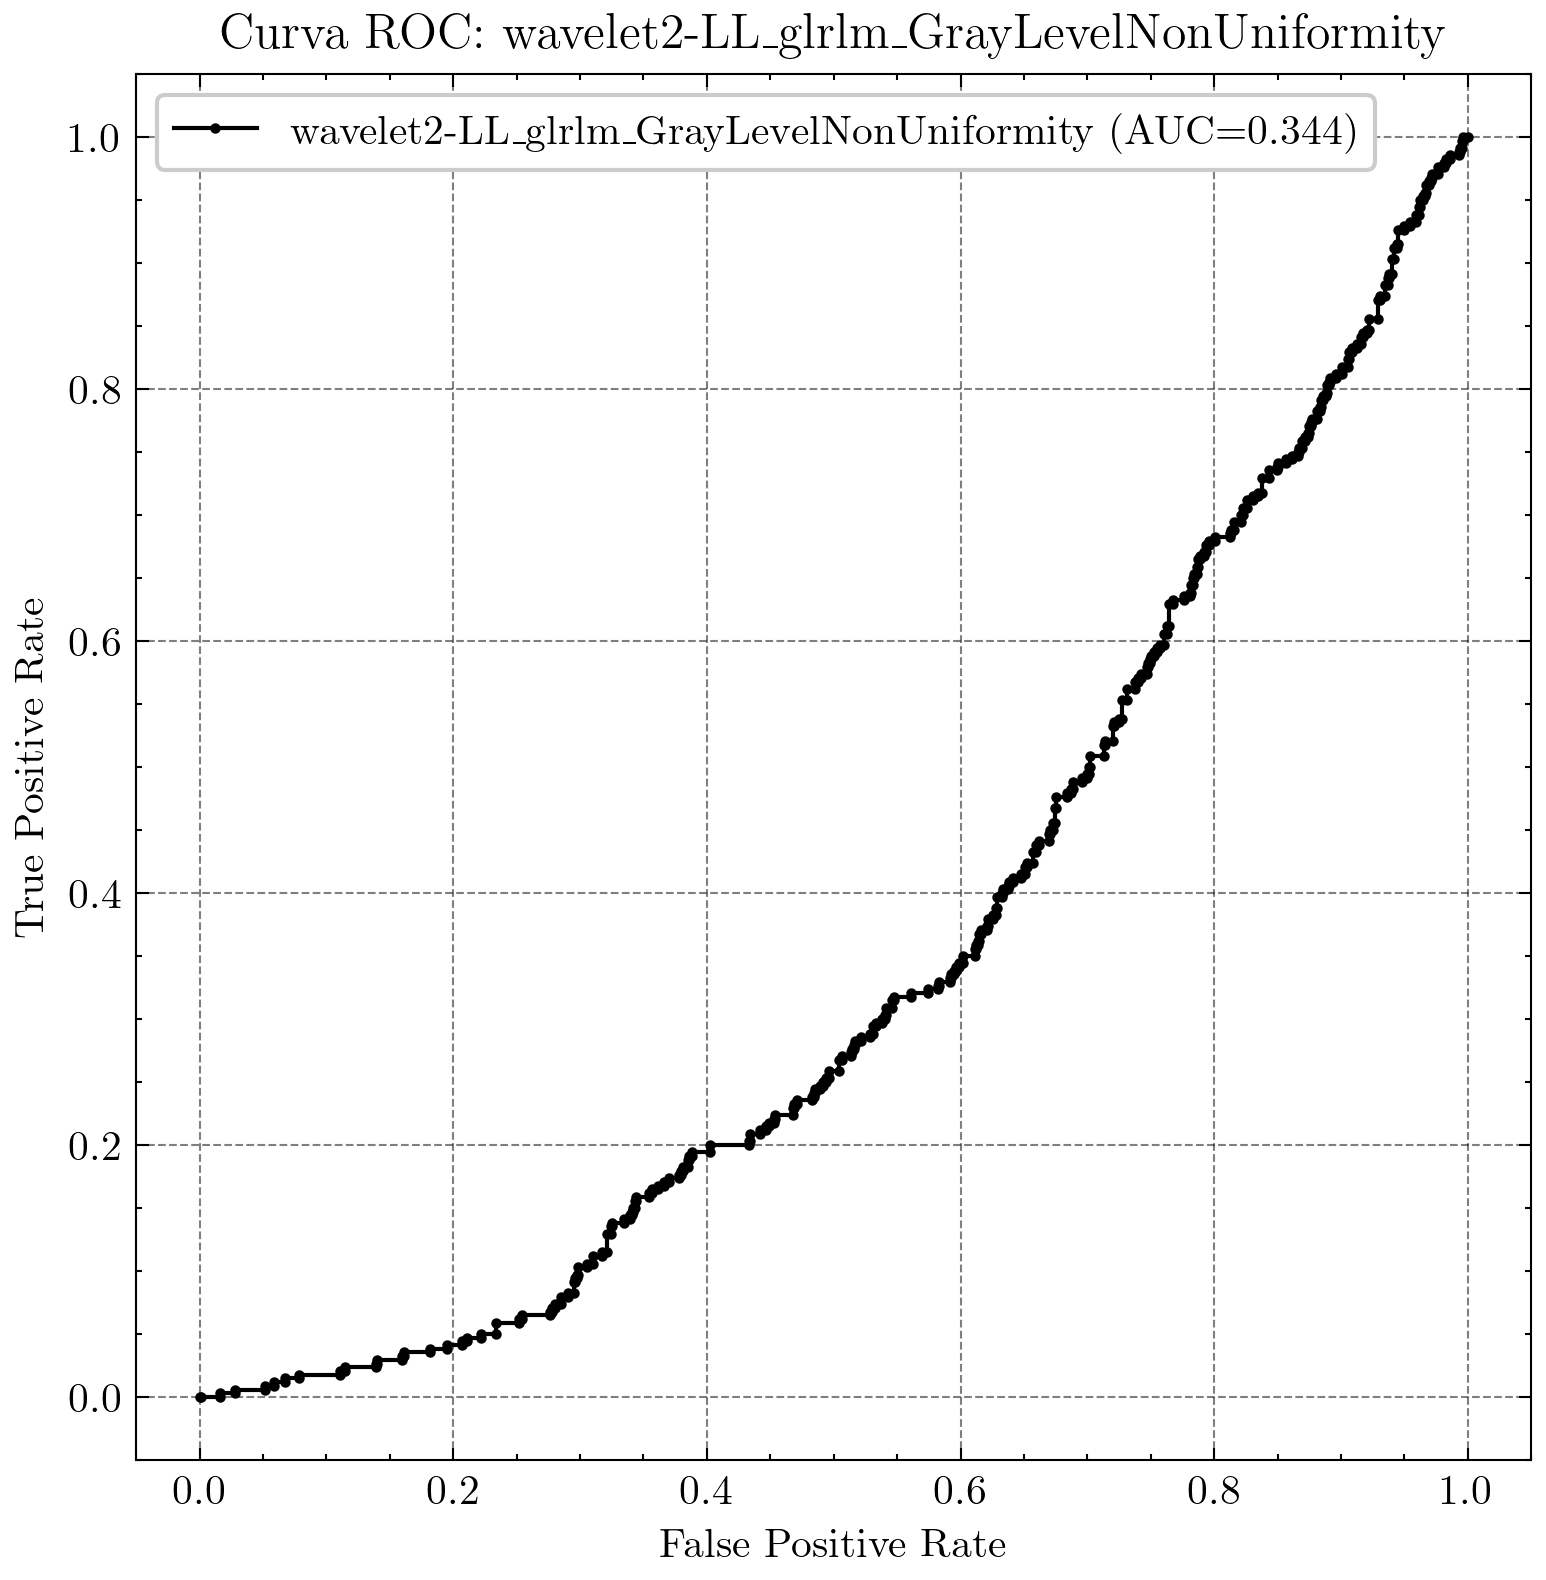 Curva ROC: wavelet2-LL_glrlm_GrayLevelNonUniformity
wavelet2-LL_glrlm_GrayLevelNonUniformity (AUC=0.344)
1.0
0.8
0.6
0.4
0.2
0.0
True Positive Rate
0.0 0.2 0.4 0.6 0.8 1.0
False Positive Rate